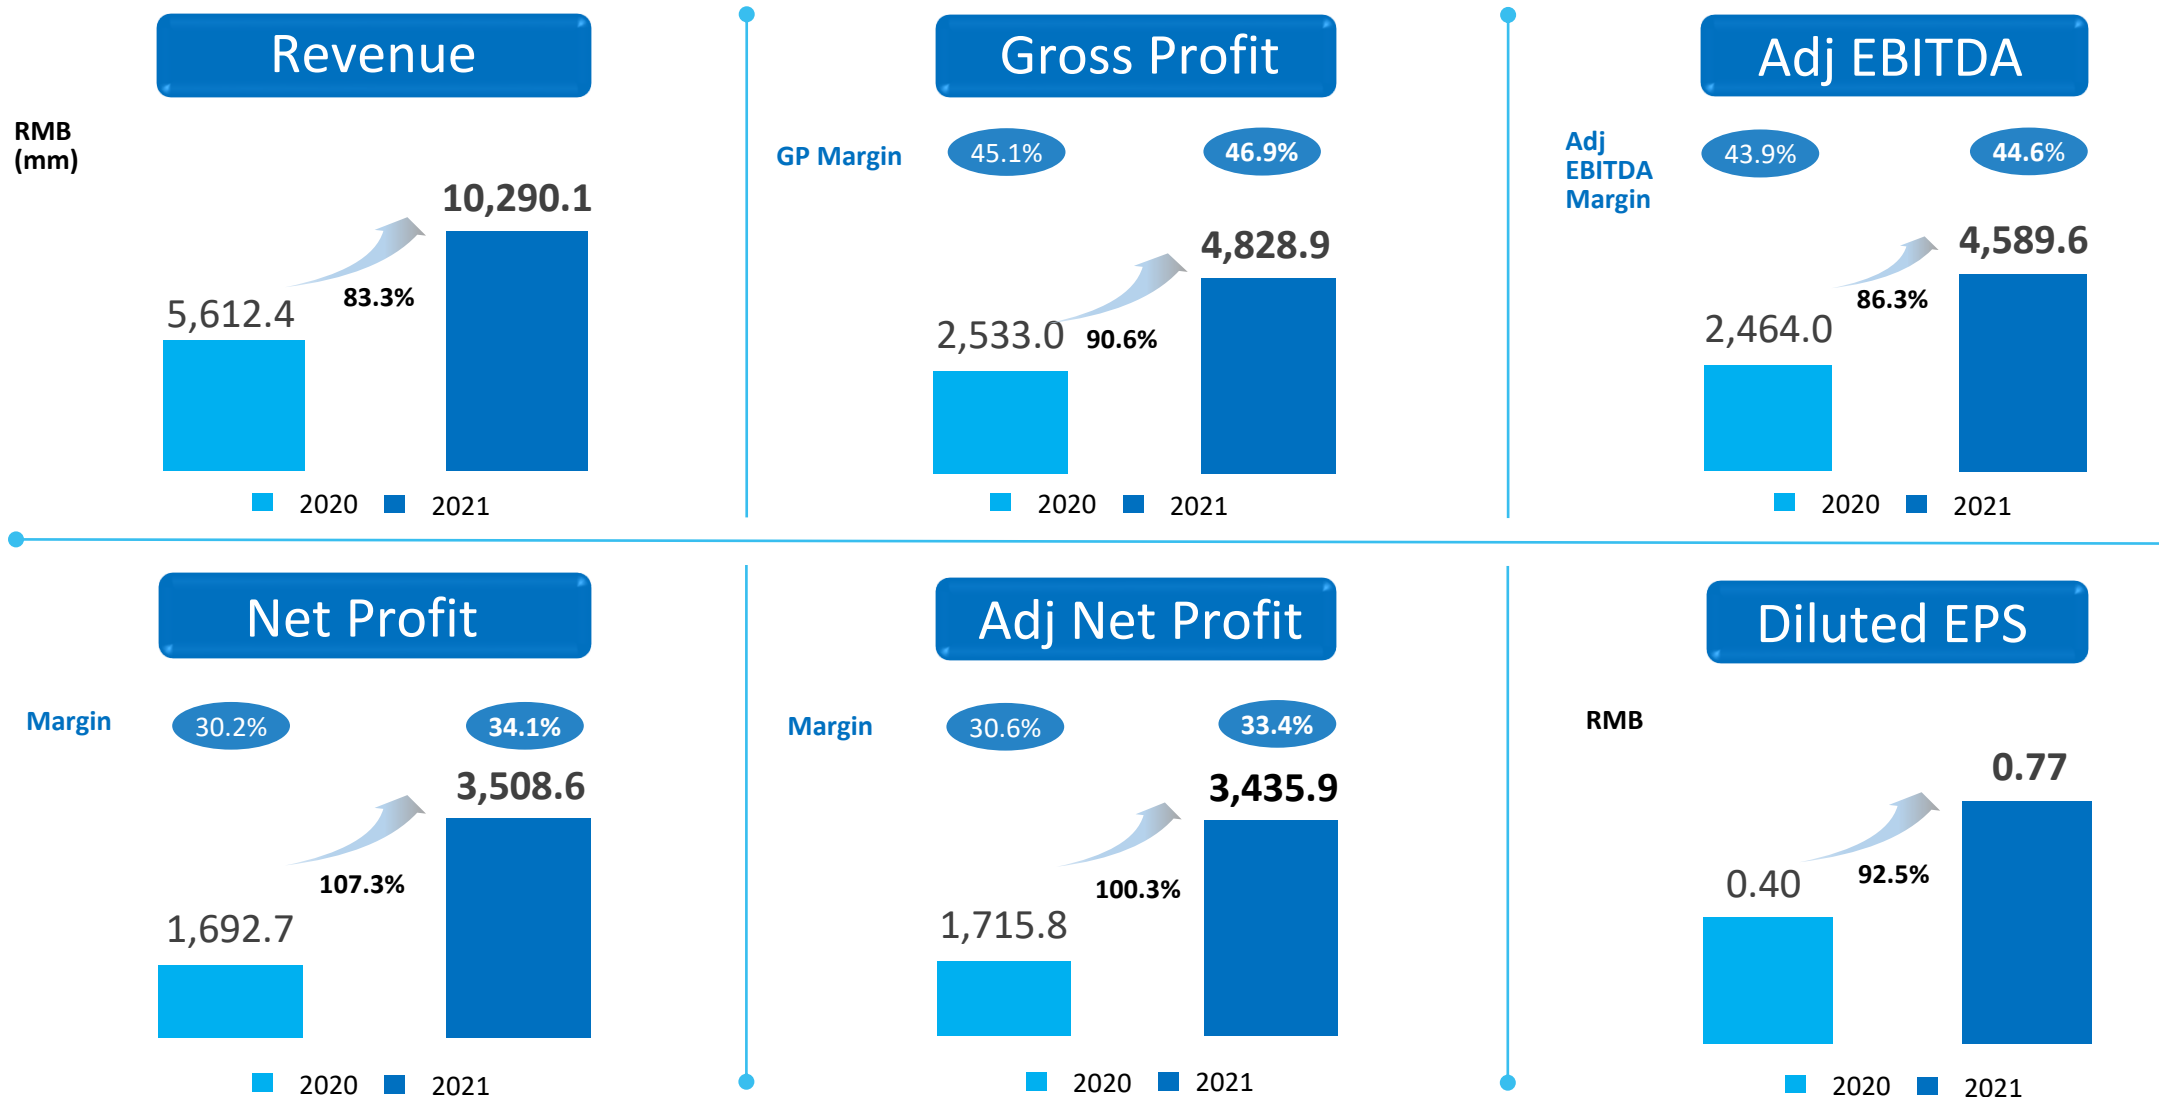 Revenue
RMB
(mm)
10,290.1
5,612.4
83.3%
2020
2021
Gross Profit
GP Margin
45.1%
46.9%
4,828.9
2,533.0
90.6%
2020
2021
Adj EBITDA
Adj
EBITDA
Margin
43.9%
44.6%
4,589.6
2,464.0
86.3%
2020
2021
Net Profit
Margin
30.2%
34.1%
3,508.6
107.3%
1,692.7
2020
2021
Adj Net Profit
Margin
30.6%
33.4%
3,435.9
100.3%
1,715.8
2020
2021
Diluted EPS
RMB
0.77
0.40
92.5%
2020
2021